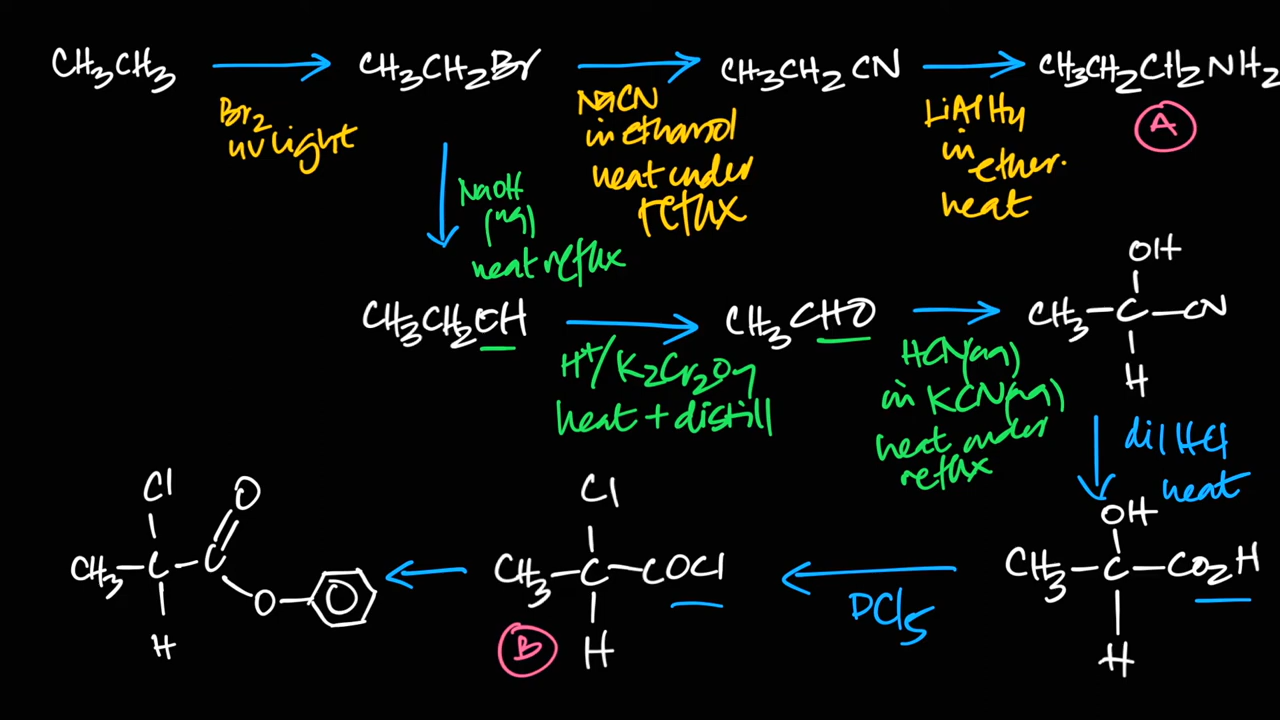 CH3CH3 → CH3CH2Br → CH3CH2CN → CH3CH2CH2NH2
Br2
uv light
NaCN
in ethanol
heat under
reflux
LiAlH4
in
ether.
heat
A
NaOH
(aq)
heat reflux
CH3CH2OH → CH3CHO → CH3-C-CN
OH
H
H+/K2Cr2O7
heat + distill
HCN(aq)
in KCN(aq)
heat under
reflux
dil HCl
heat
OH
CH3-C-CO2H
H
PCl5
Cl
CH3-C-COCl
H
B
Cl
O
CH3-C-C
O
H